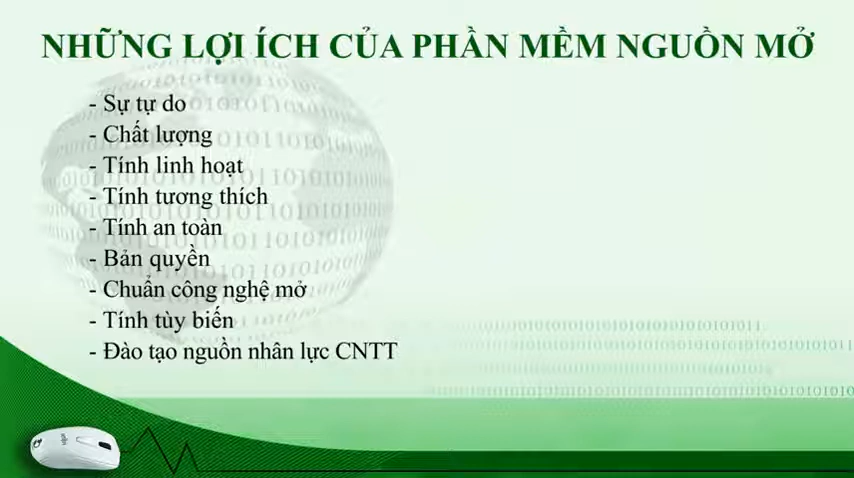 NHỮNG LỢI ÍCH CỦA PHẦN MỀM NGUỒN MỞ
- Sự tự do
- Chất lượng
- Tính linh hoạt
- Tính tương thích
- Tính an toàn
- Bản quyền
- Chuẩn công nghệ mở
- Tính tùy biến
- Đào tạo nguồn nhân lực CNTT